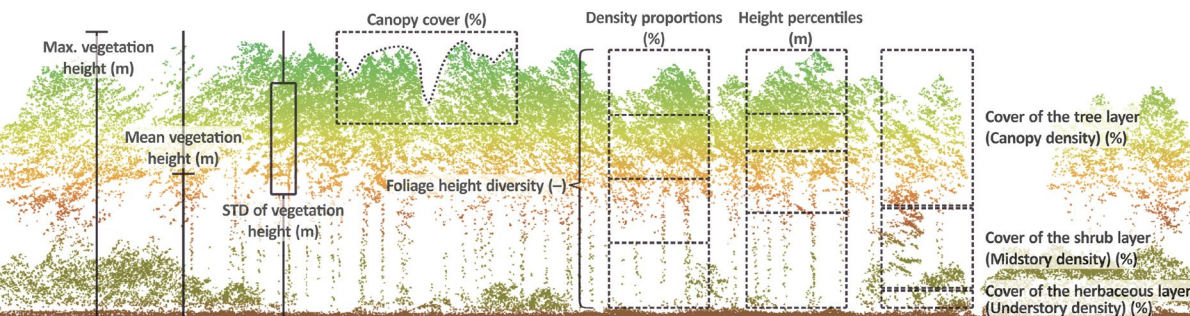 Max. vegetation
height (m)
Mean vegetation
height (m)
STD of vegetation
height (m)
Canopy cover (%)
Foliage height diversity (–)
Density proportions
(%)
Height percentiles
(m)
Cover of the tree layer
(Canopy density) (%)
Cover of the shrub layer
(Midstory density) (%)
Cover of the herbaceous layer
(Understory density) (%)